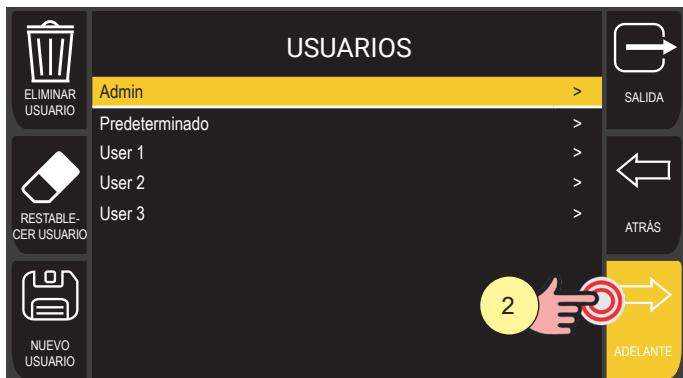 USUARIOS
ELIMINAR
USUARIO
RESTABLE-
CER USUARIO
NUEVO
USUARIO
Admin >
Predeterminado >
User 1 >
User 2 >
User 3 >
2
SALIDA
ATRÁS
ADELANTE